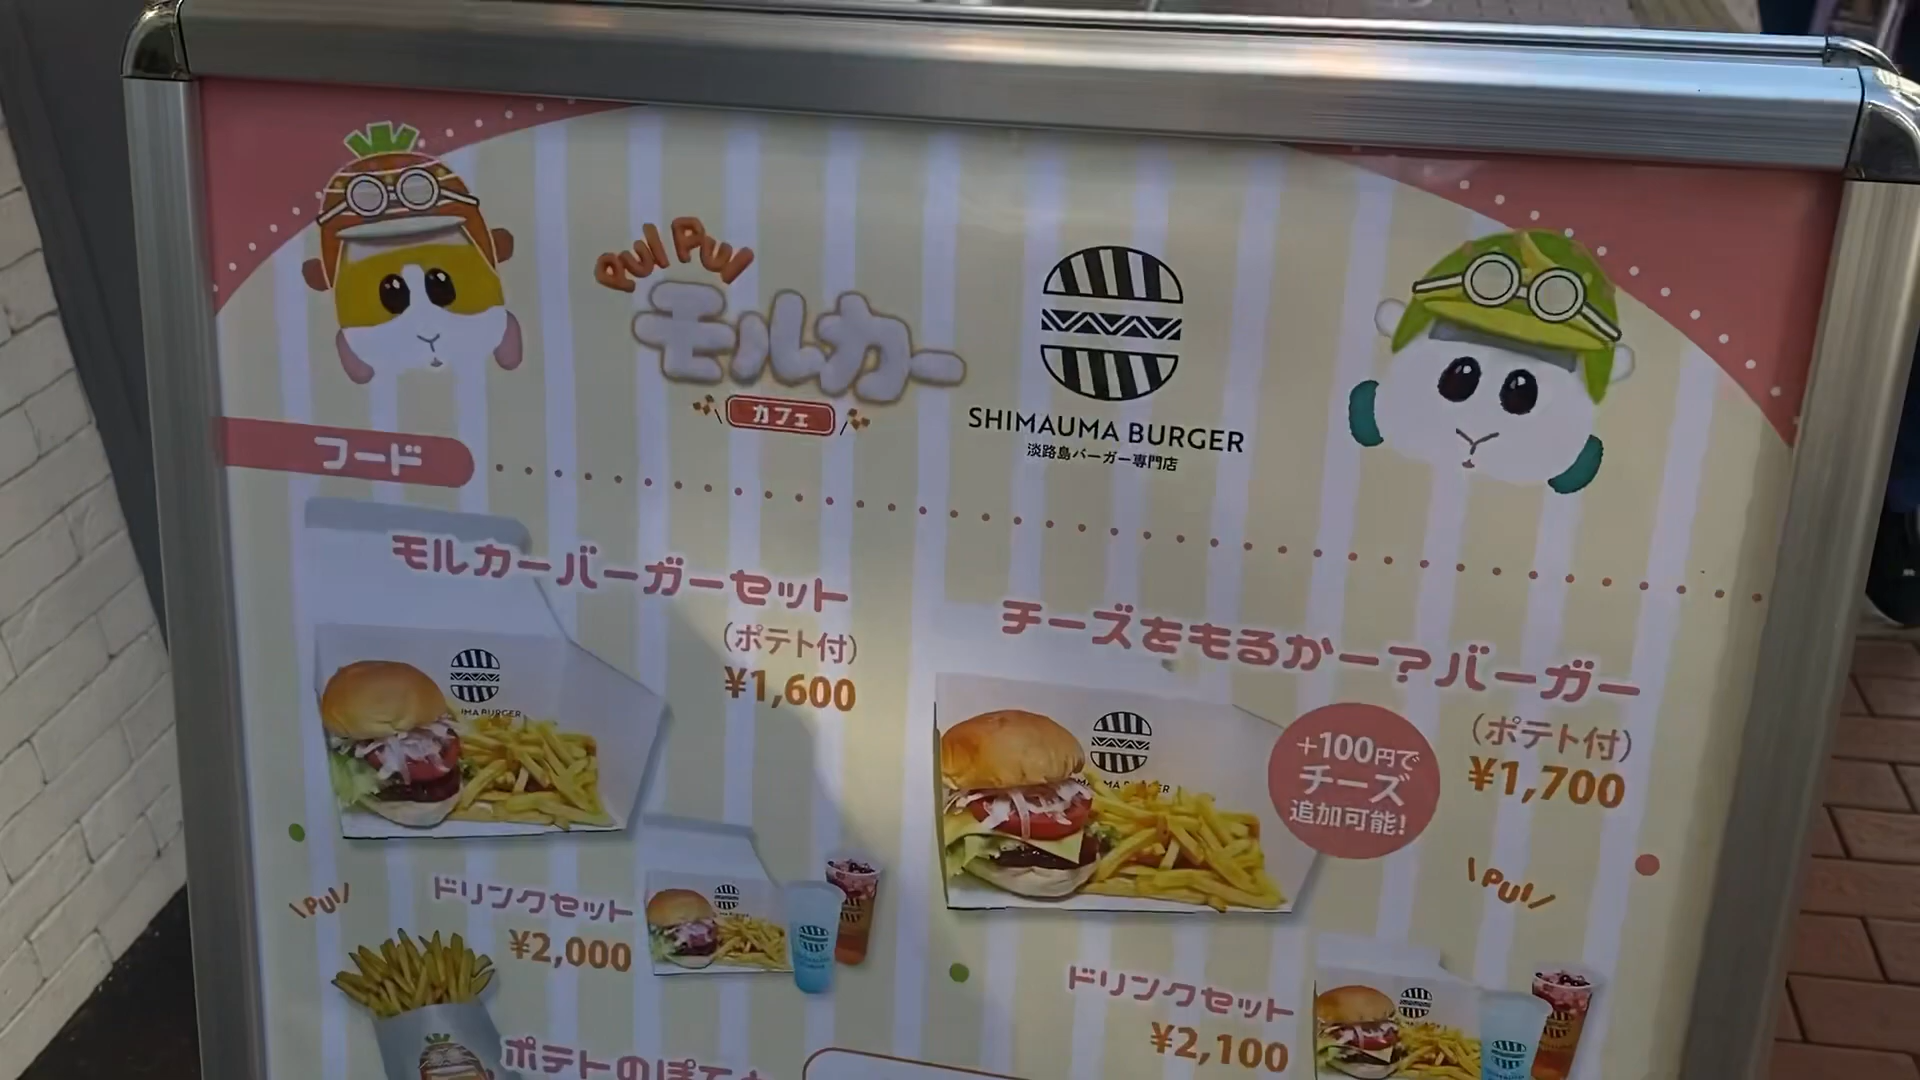 PUI PUI
モルカー
カフェ
SHIMAUMA BURGER
淡路島バーガー専門店
フード
モルカーバーガーセット
(ポテト付)
¥1,600
チーズをもるかー?バーガー
(ポテト付)
¥1,700
+100円で
チーズ
追加可能!
PUI
PUI
ドリンクセット
¥2,000
ドリンクセット
¥2,100
ポテトのぽて